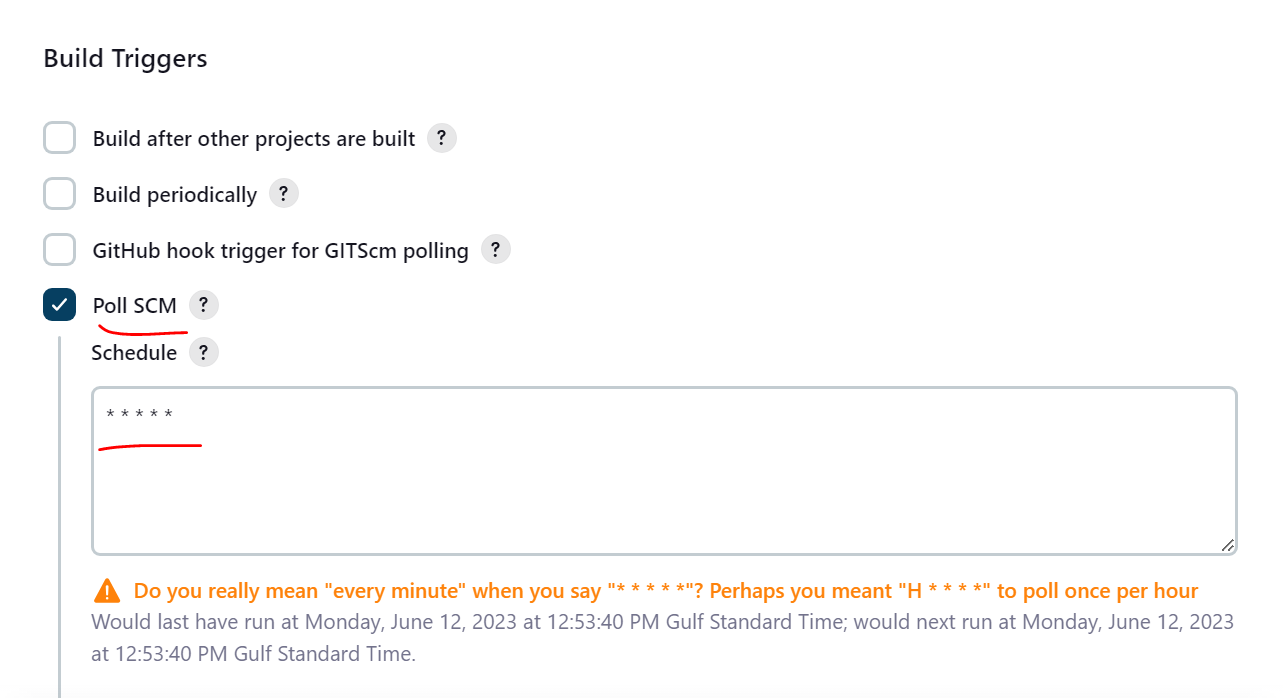 Build Triggers
Build after other projects are built ?
Build periodically ?
GitHub hook trigger for GITScm polling ?
Poll SCM ?
Schedule ?
* * * * *
Do you really mean "every minute" when you say "* * * * *"? Perhaps you meant "H * * * *" to poll once per hour
Would last have run at Monday, June 12, 2023 at 12:53:40 PM Gulf Standard Time; would next run at Monday, June 12, 2023
at 12:53:40 PM Gulf Standard Time.